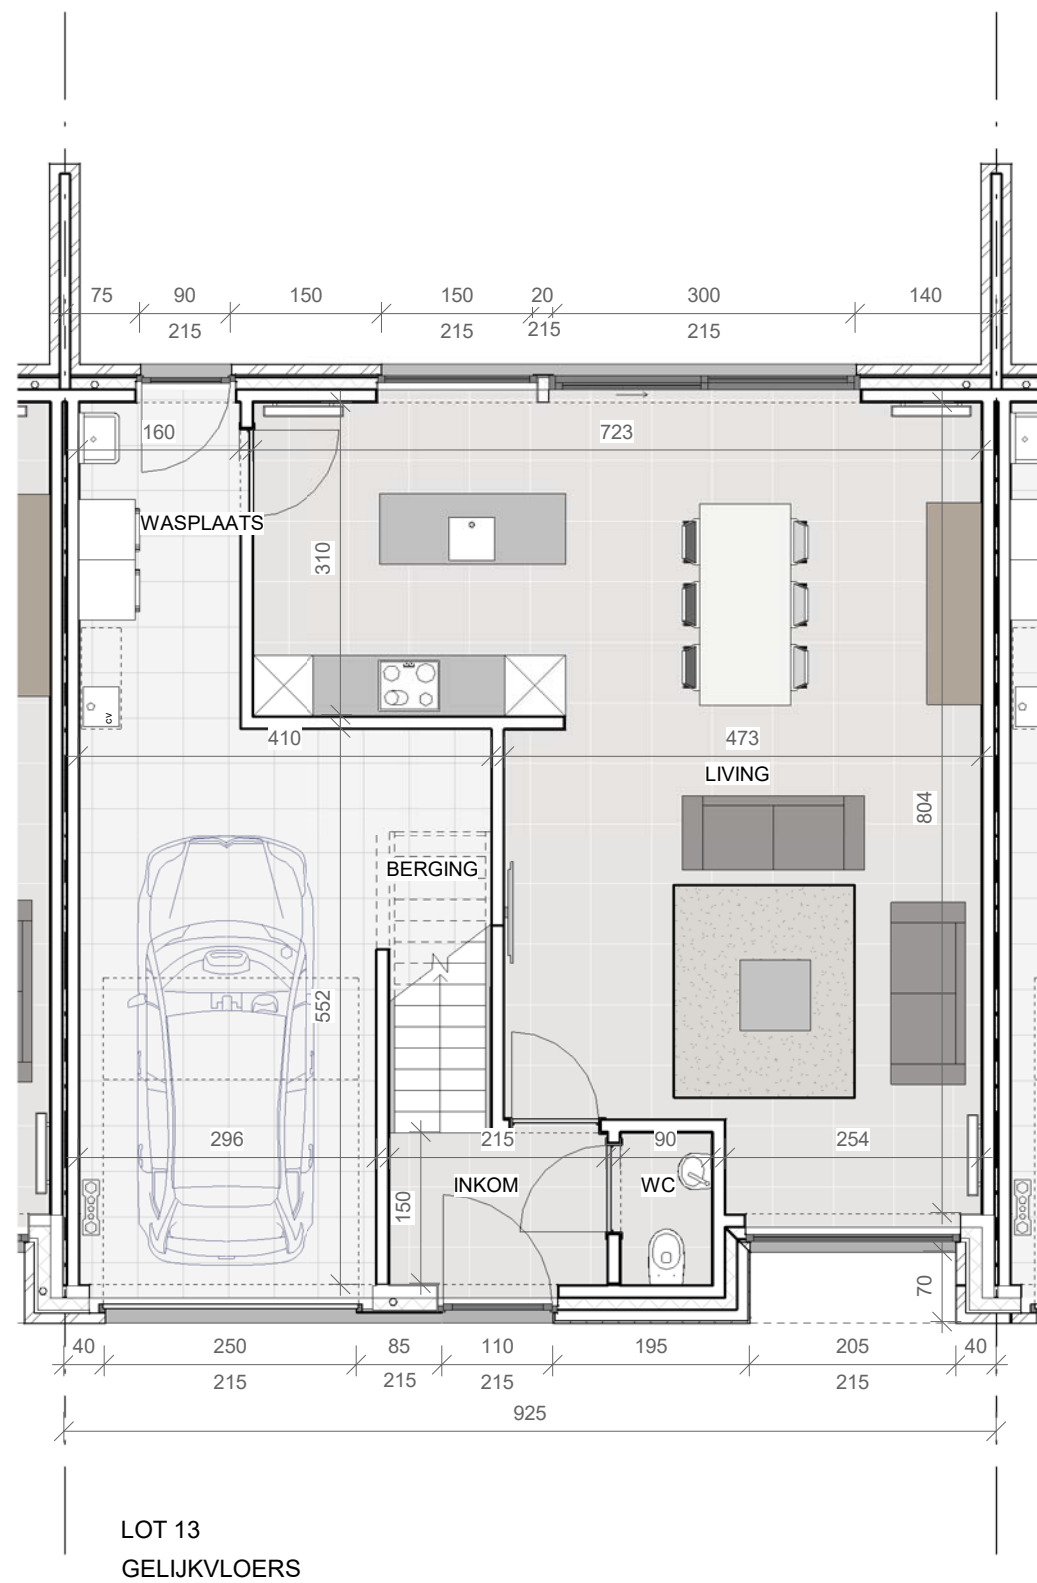 75 90 150 150 20 300 140
215 215 215 215
160 723
WASPLAATS
310
cv
410 473
LIVING
804
BERGING
552
296 215 90 254
INKOM WC
150
70
40 250 85 110 195 205 40
215 215 215 215
925
LOT 13
GELIJKVLOERS